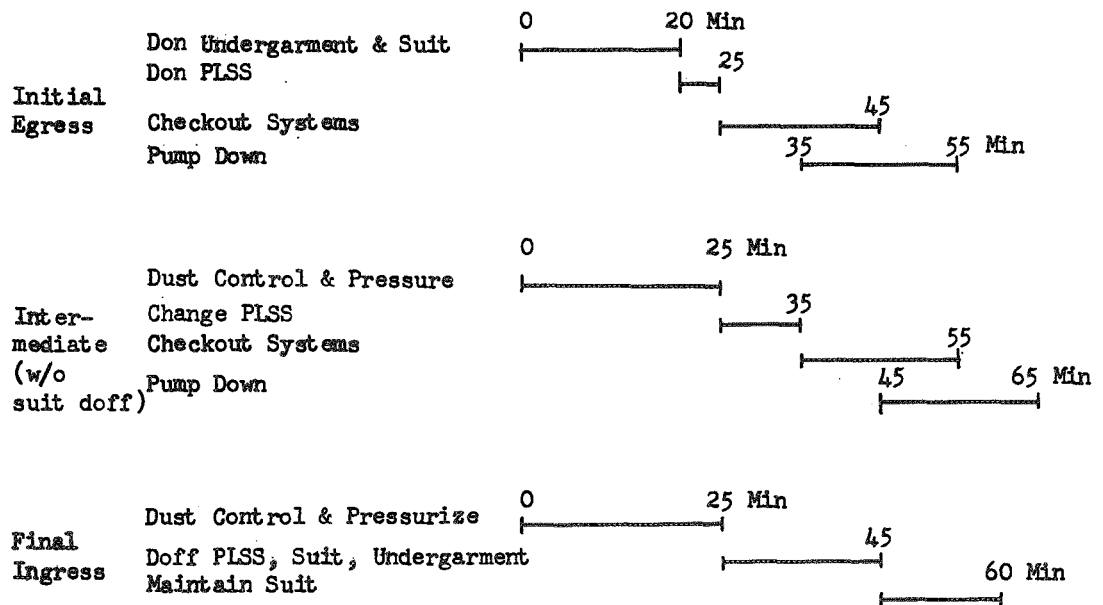 0 20 Min
Don Undergarment & Suit
Don PLSS 25
Initial
Egress
Checkout Systems 45
Pump Down 35 55 Min
0 25 Min
Dust Control & Pressure
Change PLSS 35
Inter-
mediate
(w/o
suit doff)
Checkout Systems 55
Pump Down 45 65 Min
0 25 Min
Dust Control & Pressurize
Final
Ingress
Doff PLSS, Suit, Undergarment 45
Maintain Suit 60 Min